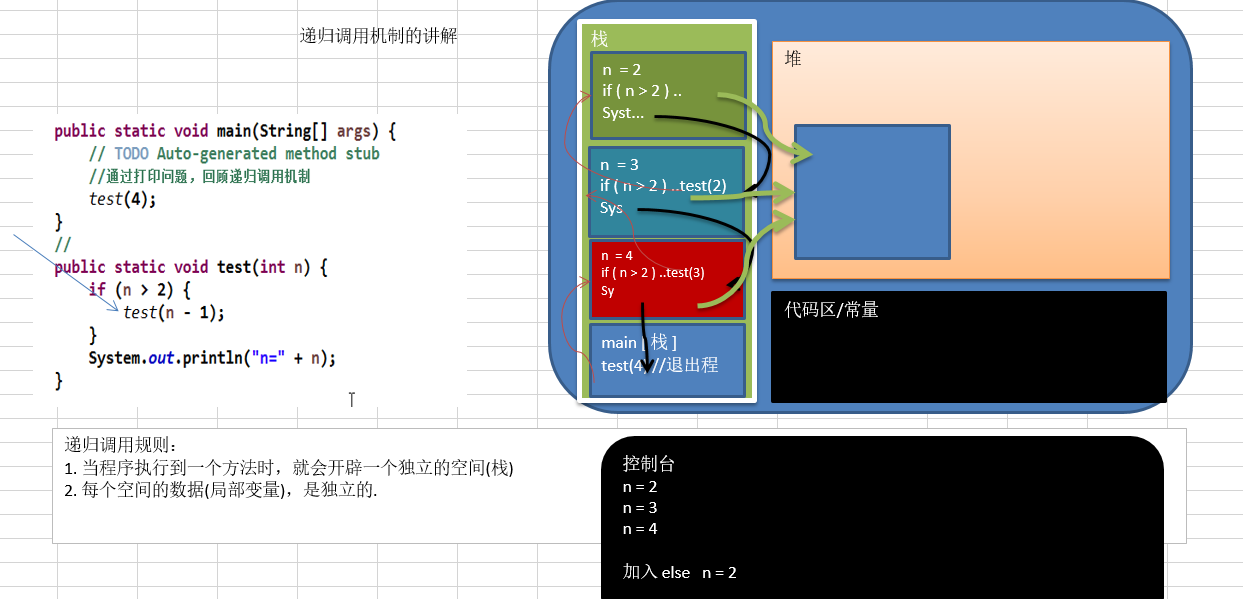 递归调用机制的讲解
public static void main(String[] args) {
// TODO Auto-generated method stub
//通过打印问题，回顾递归调用机制
test(4);
}
//
public static void test(int n) {
if (n > 2) {
test(n - 1);
}
System.out.println("n=" + n);
}
栈
n = 2
if ( n > 2 ) ..
Syst...
n = 3
if ( n > 2 ) ..test(2)
Sys
n = 4
if ( n > 2 ) ..test(3)
Sy
main [ 栈 ]
test(4) //退出程
堆
代码区/常量
递归调用规则：
1. 当程序执行到一个方法时，就会开辟一个独立的空间(栈)
2. 每个空间的数据(局部变量)，是独立的.
控制台
n = 2
n = 3
n = 4
加入 else n = 2